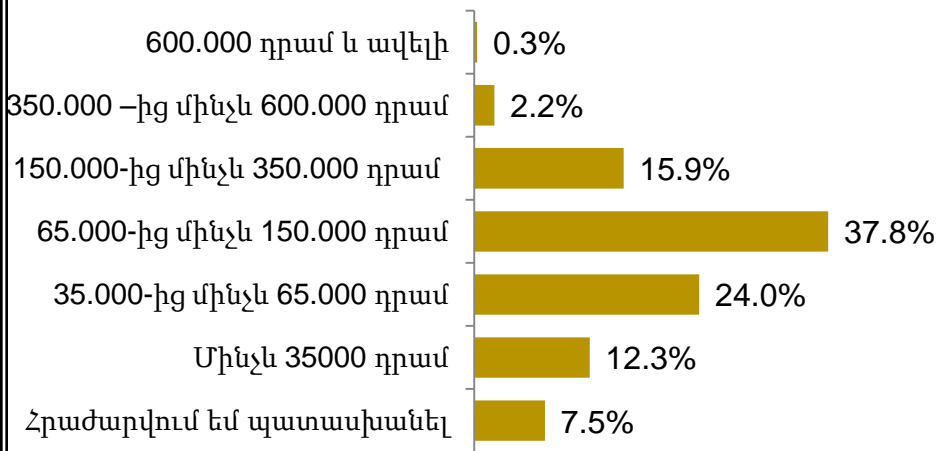 600.000 դրամ և ավելի 0.3%
350.000 –ից մինչև 600.000 դրամ 2.2%
150.000-ից մինչև 350.000 դրամ 15.9%
65.000-ից մինչև 150.000 դրամ 37.8%
35.000-ից մինչև 65.000 դրամ 24.0%
Մինչև 35000 դրամ 12.3%
Հրաժարվում եմ պատասխանել 7.5%